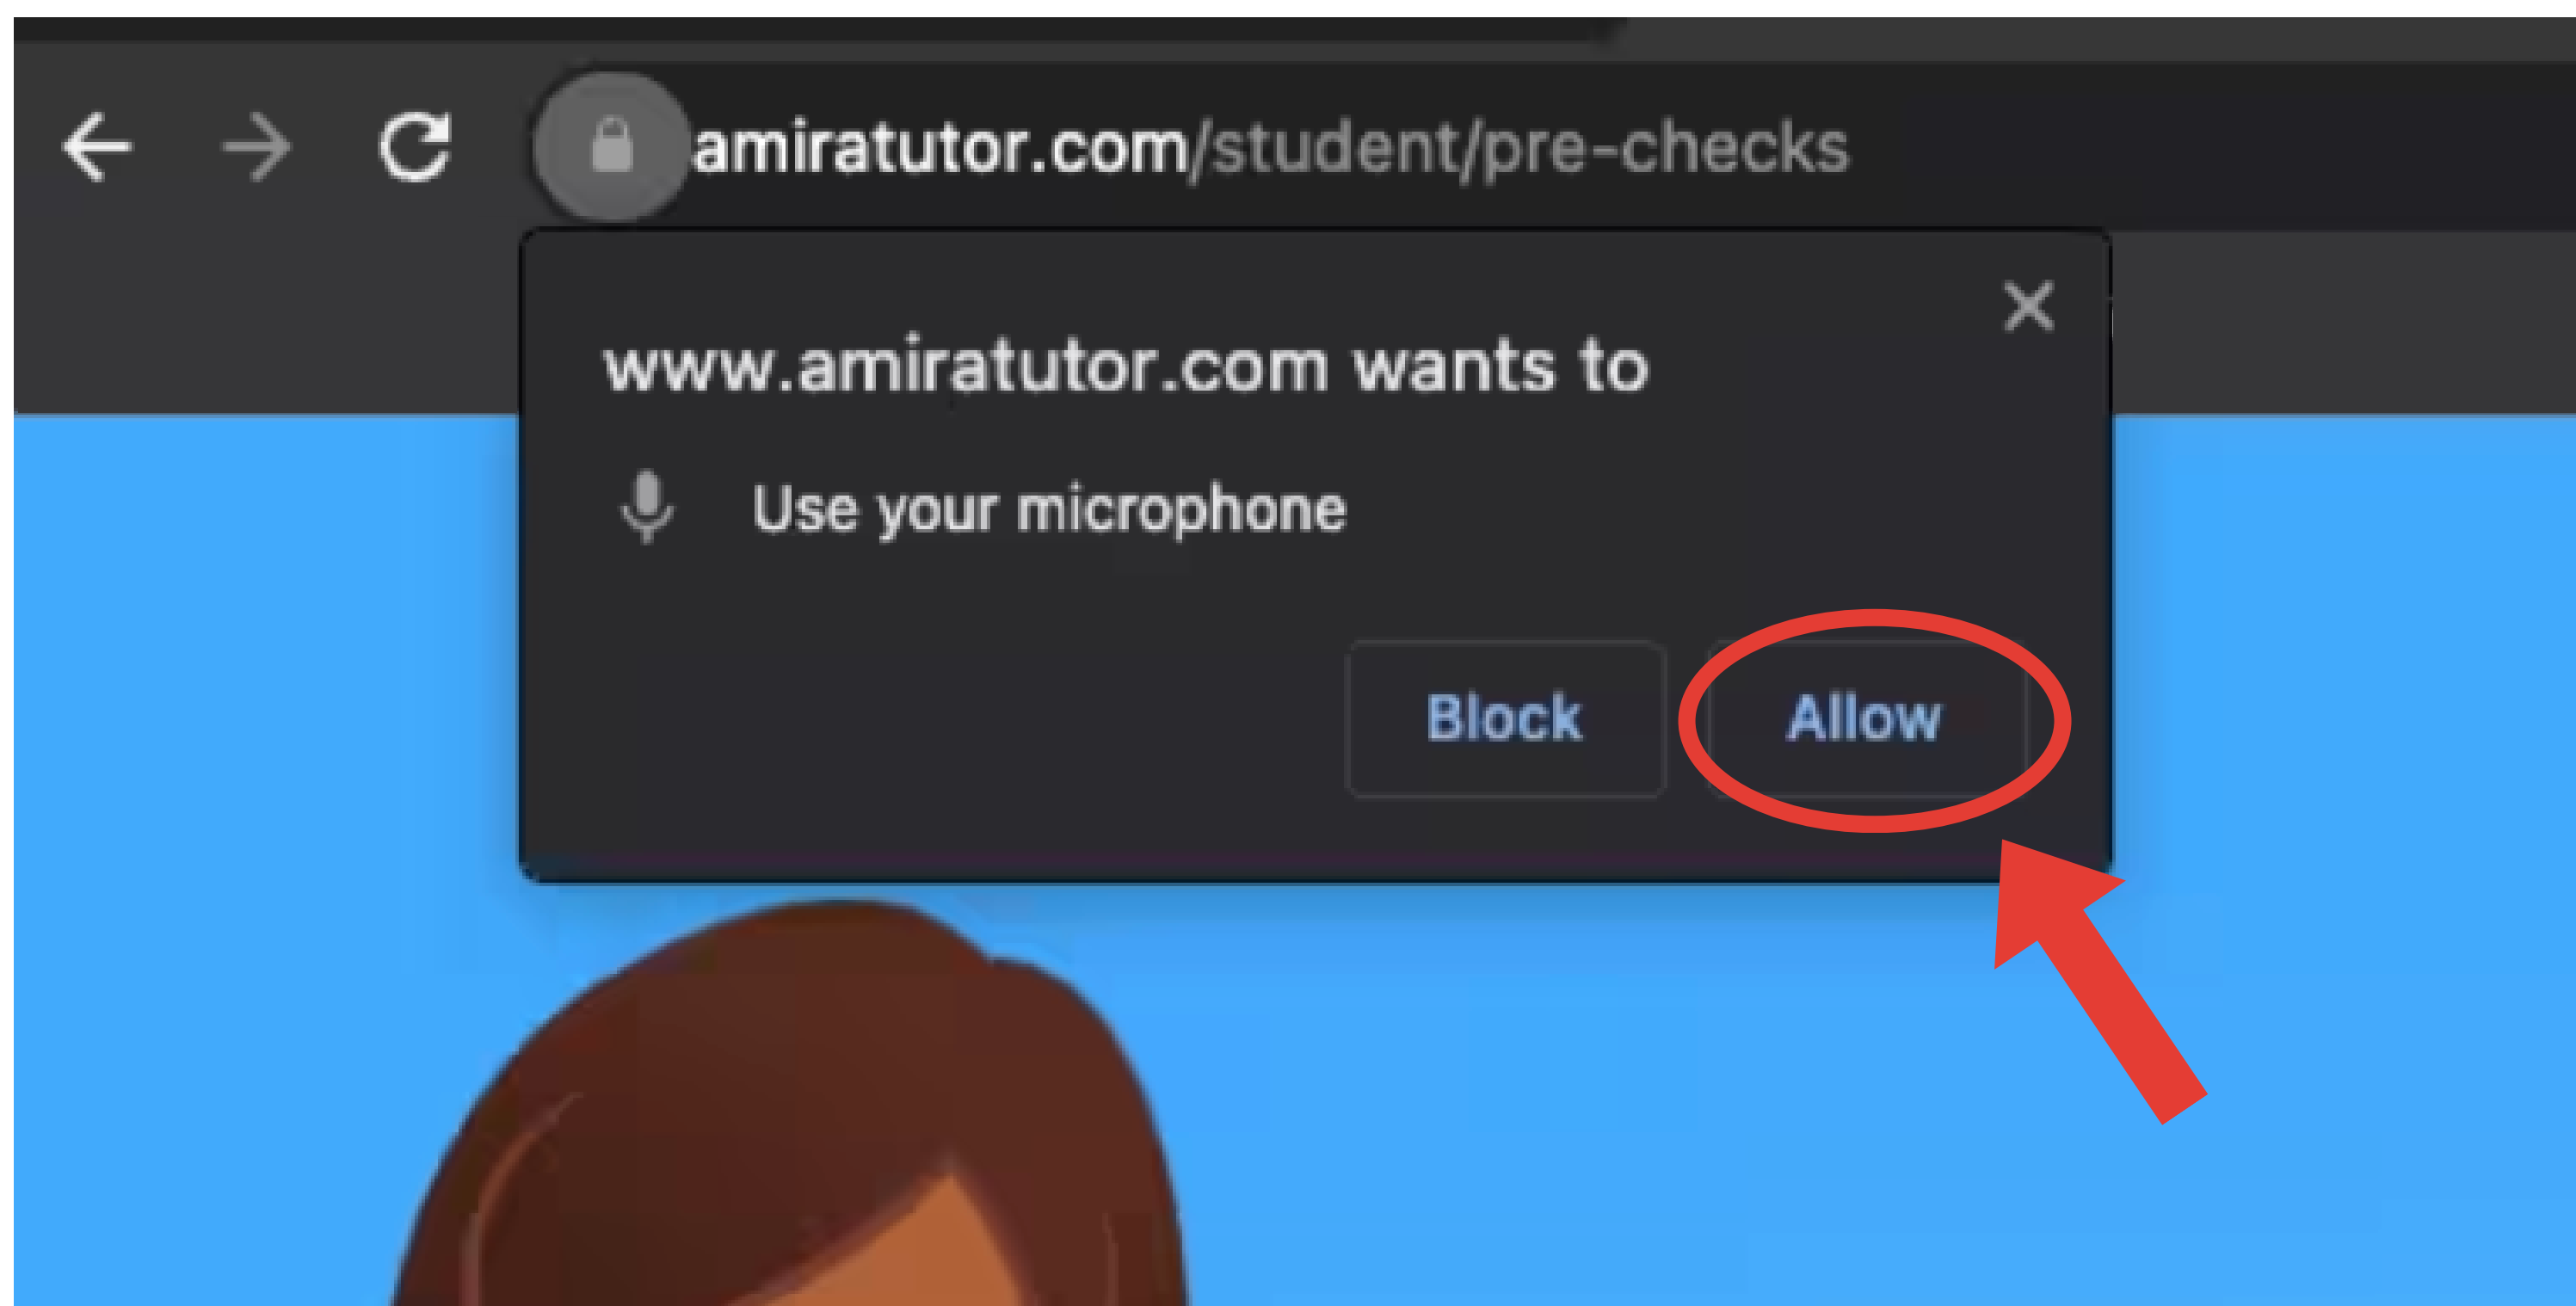 amiratutor.com/student/pre-checks
www.amiratutor.com wants to
Use your microphone
Block Allow